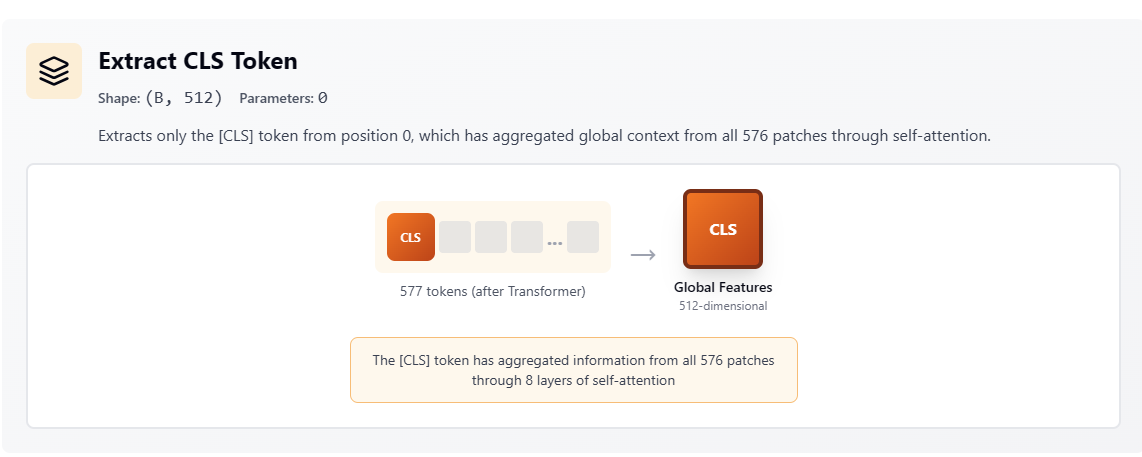 Extract CLS Token
Shape: (B, 512) Parameters: 0
Extracts only the [CLS] token from position 0, which has aggregated global context from all 576 patches through self-attention.
CLS
...
CLS
577 tokens (after Transformer)
Global Features
512-dimensional
The [CLS] token has aggregated information from all 576 patches
through 8 layers of self-attention